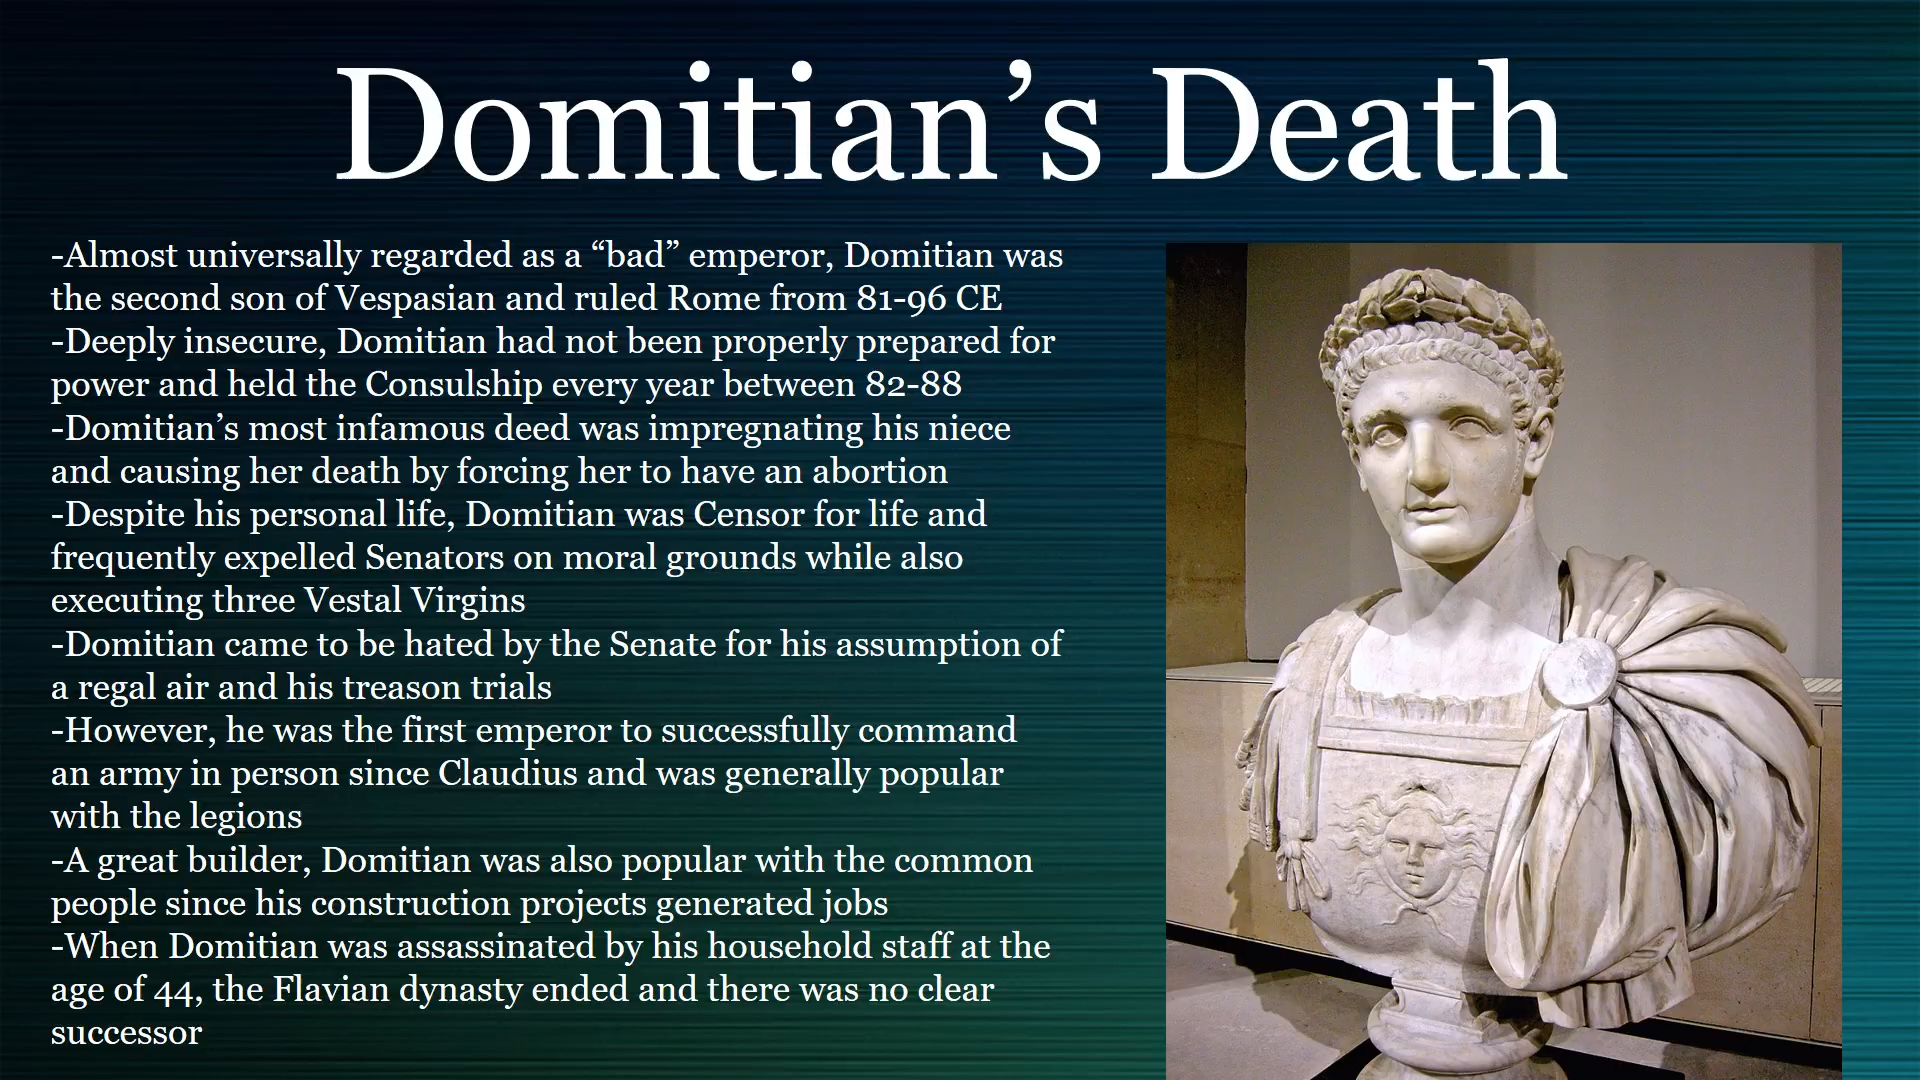 Domitian’s Death
-Almost universally regarded as a “bad” emperor, Domitian was
the second son of Vespasian and ruled Rome from 81-96 CE
-Deeply insecure, Domitian had not been properly prepared for
power and held the Consulship every year between 82-88
-Domitian’s most infamous deed was impregnating his niece
and causing her death by forcing her to have an abortion
-Despite his personal life, Domitian was Censor for life and
frequently expelled Senators on moral grounds while also
executing three Vestal Virgins
-Domitian came to be hated by the Senate for his assumption of
a regal air and his treason trials
-However, he was the first emperor to successfully command
an army in person since Claudius and was generally popular
with the legions
-A great builder, Domitian was also popular with the common
people since his construction projects generated jobs
-When Domitian was assassinated by his household staff at the
age of 44, the Flavian dynasty ended and there was no clear
successor